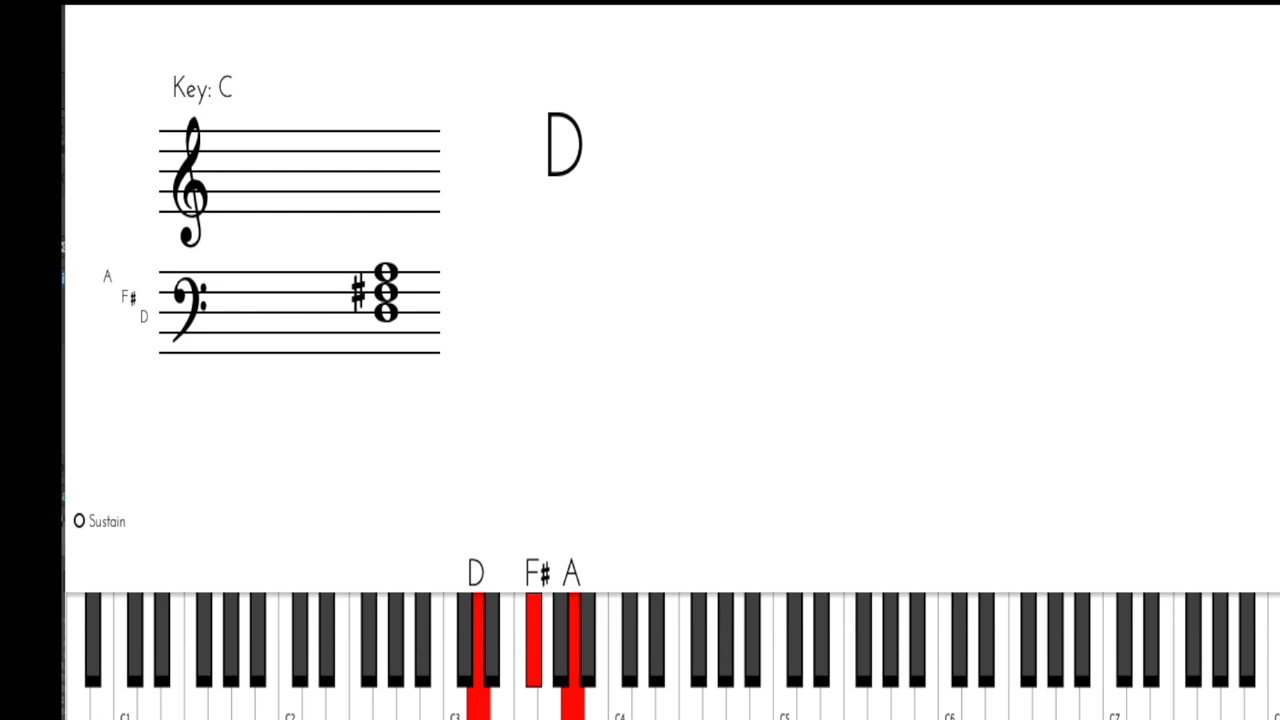 Key: C
D
A
F#
D
Sustain
D F# A
C1 C2 C3 C4 C5 C6 C7